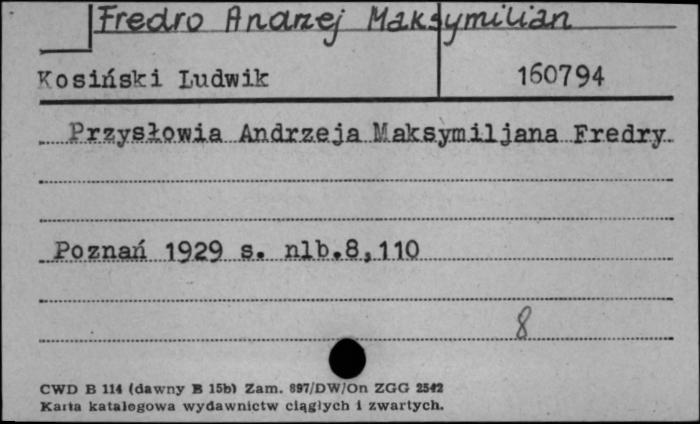 Fredro Andrzej Maksymilian
Kosiński Ludwik 160794
Przysłowia Andrzeja Maksymiljana Fredry
Poznań 1929 s. nlb.8,110
8
CWD B 114 (dawny B 15b) Zam. 897/DW/On ZGG 2542
Karta katalogowa wydawnictw ciągłych i zwartych.